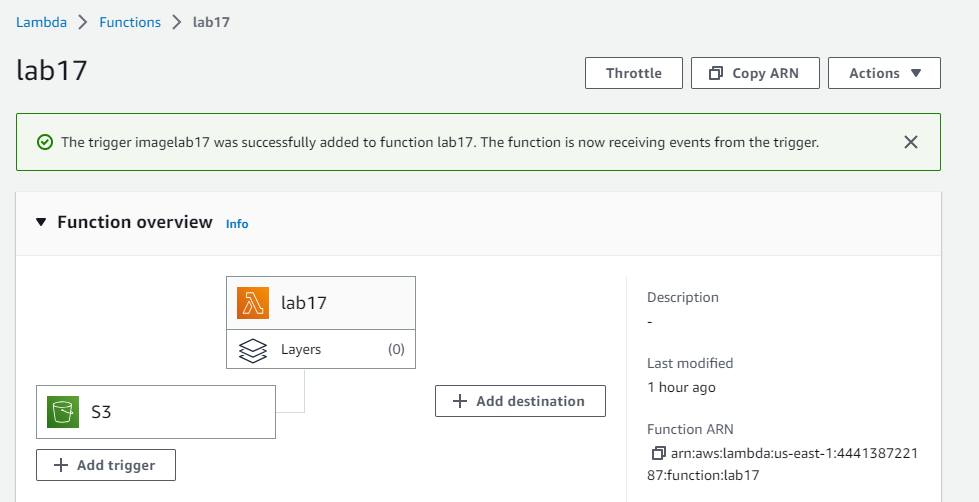 Lambda > Functions > lab17
lab17
Throttle
Copy ARN
Actions
The trigger imagelab17 was successfully added to function lab17. The function is now receiving events from the trigger.
Function overview Info
lab17
Layers (0)
S3
+ Add trigger
+ Add destination
Description
-
Last modified
1 hour ago
Function ARN
arn:aws:lambda:us-east-1:4441387221
87:function:lab17